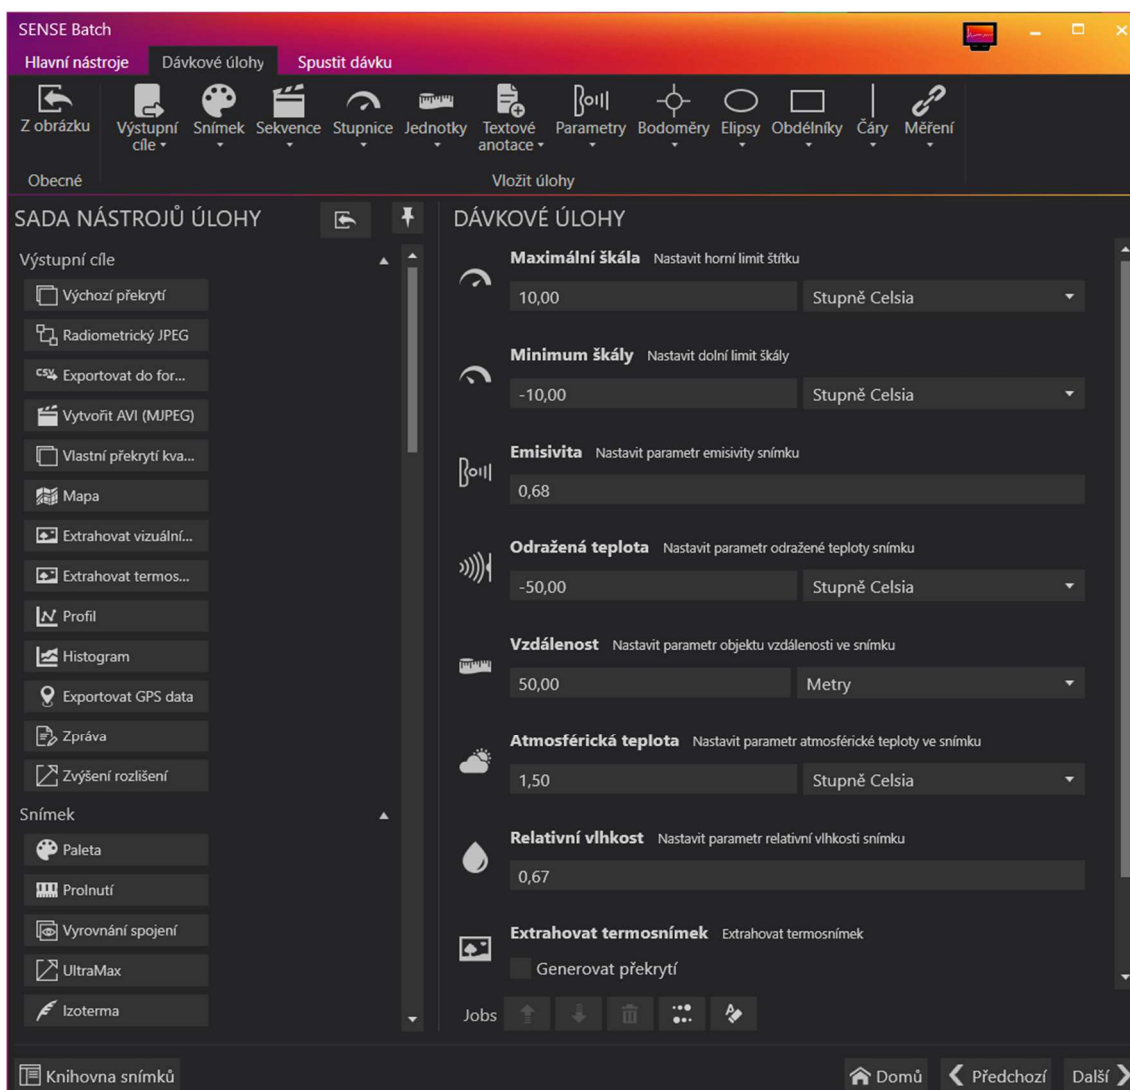 SENSE Batch
Hlavní nástroje Dávkové úlohy Spustit dávku
Z obrázku Výstupní cíle Snímek Sekvence Stupnice Jednotky Textové anotace Parametry Bodoměry Elipsy Obdélníky Čáry Měření
Obecné Vložit úlohy
SADA NÁSTROJŮ ÚLOHY
Výstupní cíle
Výchozí překrytí
Radiometrický JPEG
CSV Exportovat do for...
Vytvořit AVI (MJPEG)
Vlastní překrytí kva...
Mapa
Extrahovat vizuální...
Extrahovat termos...
Profil
Histogram
Exportovat GPS data
Zpráva
Zvýšení rozlišení
Snímek
Paleta
Prolnutí
Vyrovnání spojení
UltraMax
Izoterma
DÁVKOVÉ ÚLOHY
Maximální škála Nastavit horní limit štítku
10,00 Stupně Celsia
Minimum škály Nastavit dolní limit škály
-10,00 Stupně Celsia
Emisivita Nastavit parametr emisivity snímku
0,68
Odražená teplota Nastavit parametr odražené teploty snímku
-50,00 Stupně Celsia
Vzdálenost Nastavit parametr objektu vzdálenosti ve snímku
50,00 Metry
Atmosférická teplota Nastavit parametr atmosférické teploty ve snímku
1,50 Stupně Celsia
Relativní vlhkost Nastavit parametr relativní vlhkosti snímku
0,67
Extrahovat termosnímek Extrahovat termosnímek
Generovat překrytí
Jobs
Knihovna snímků Domů Předchozí Další